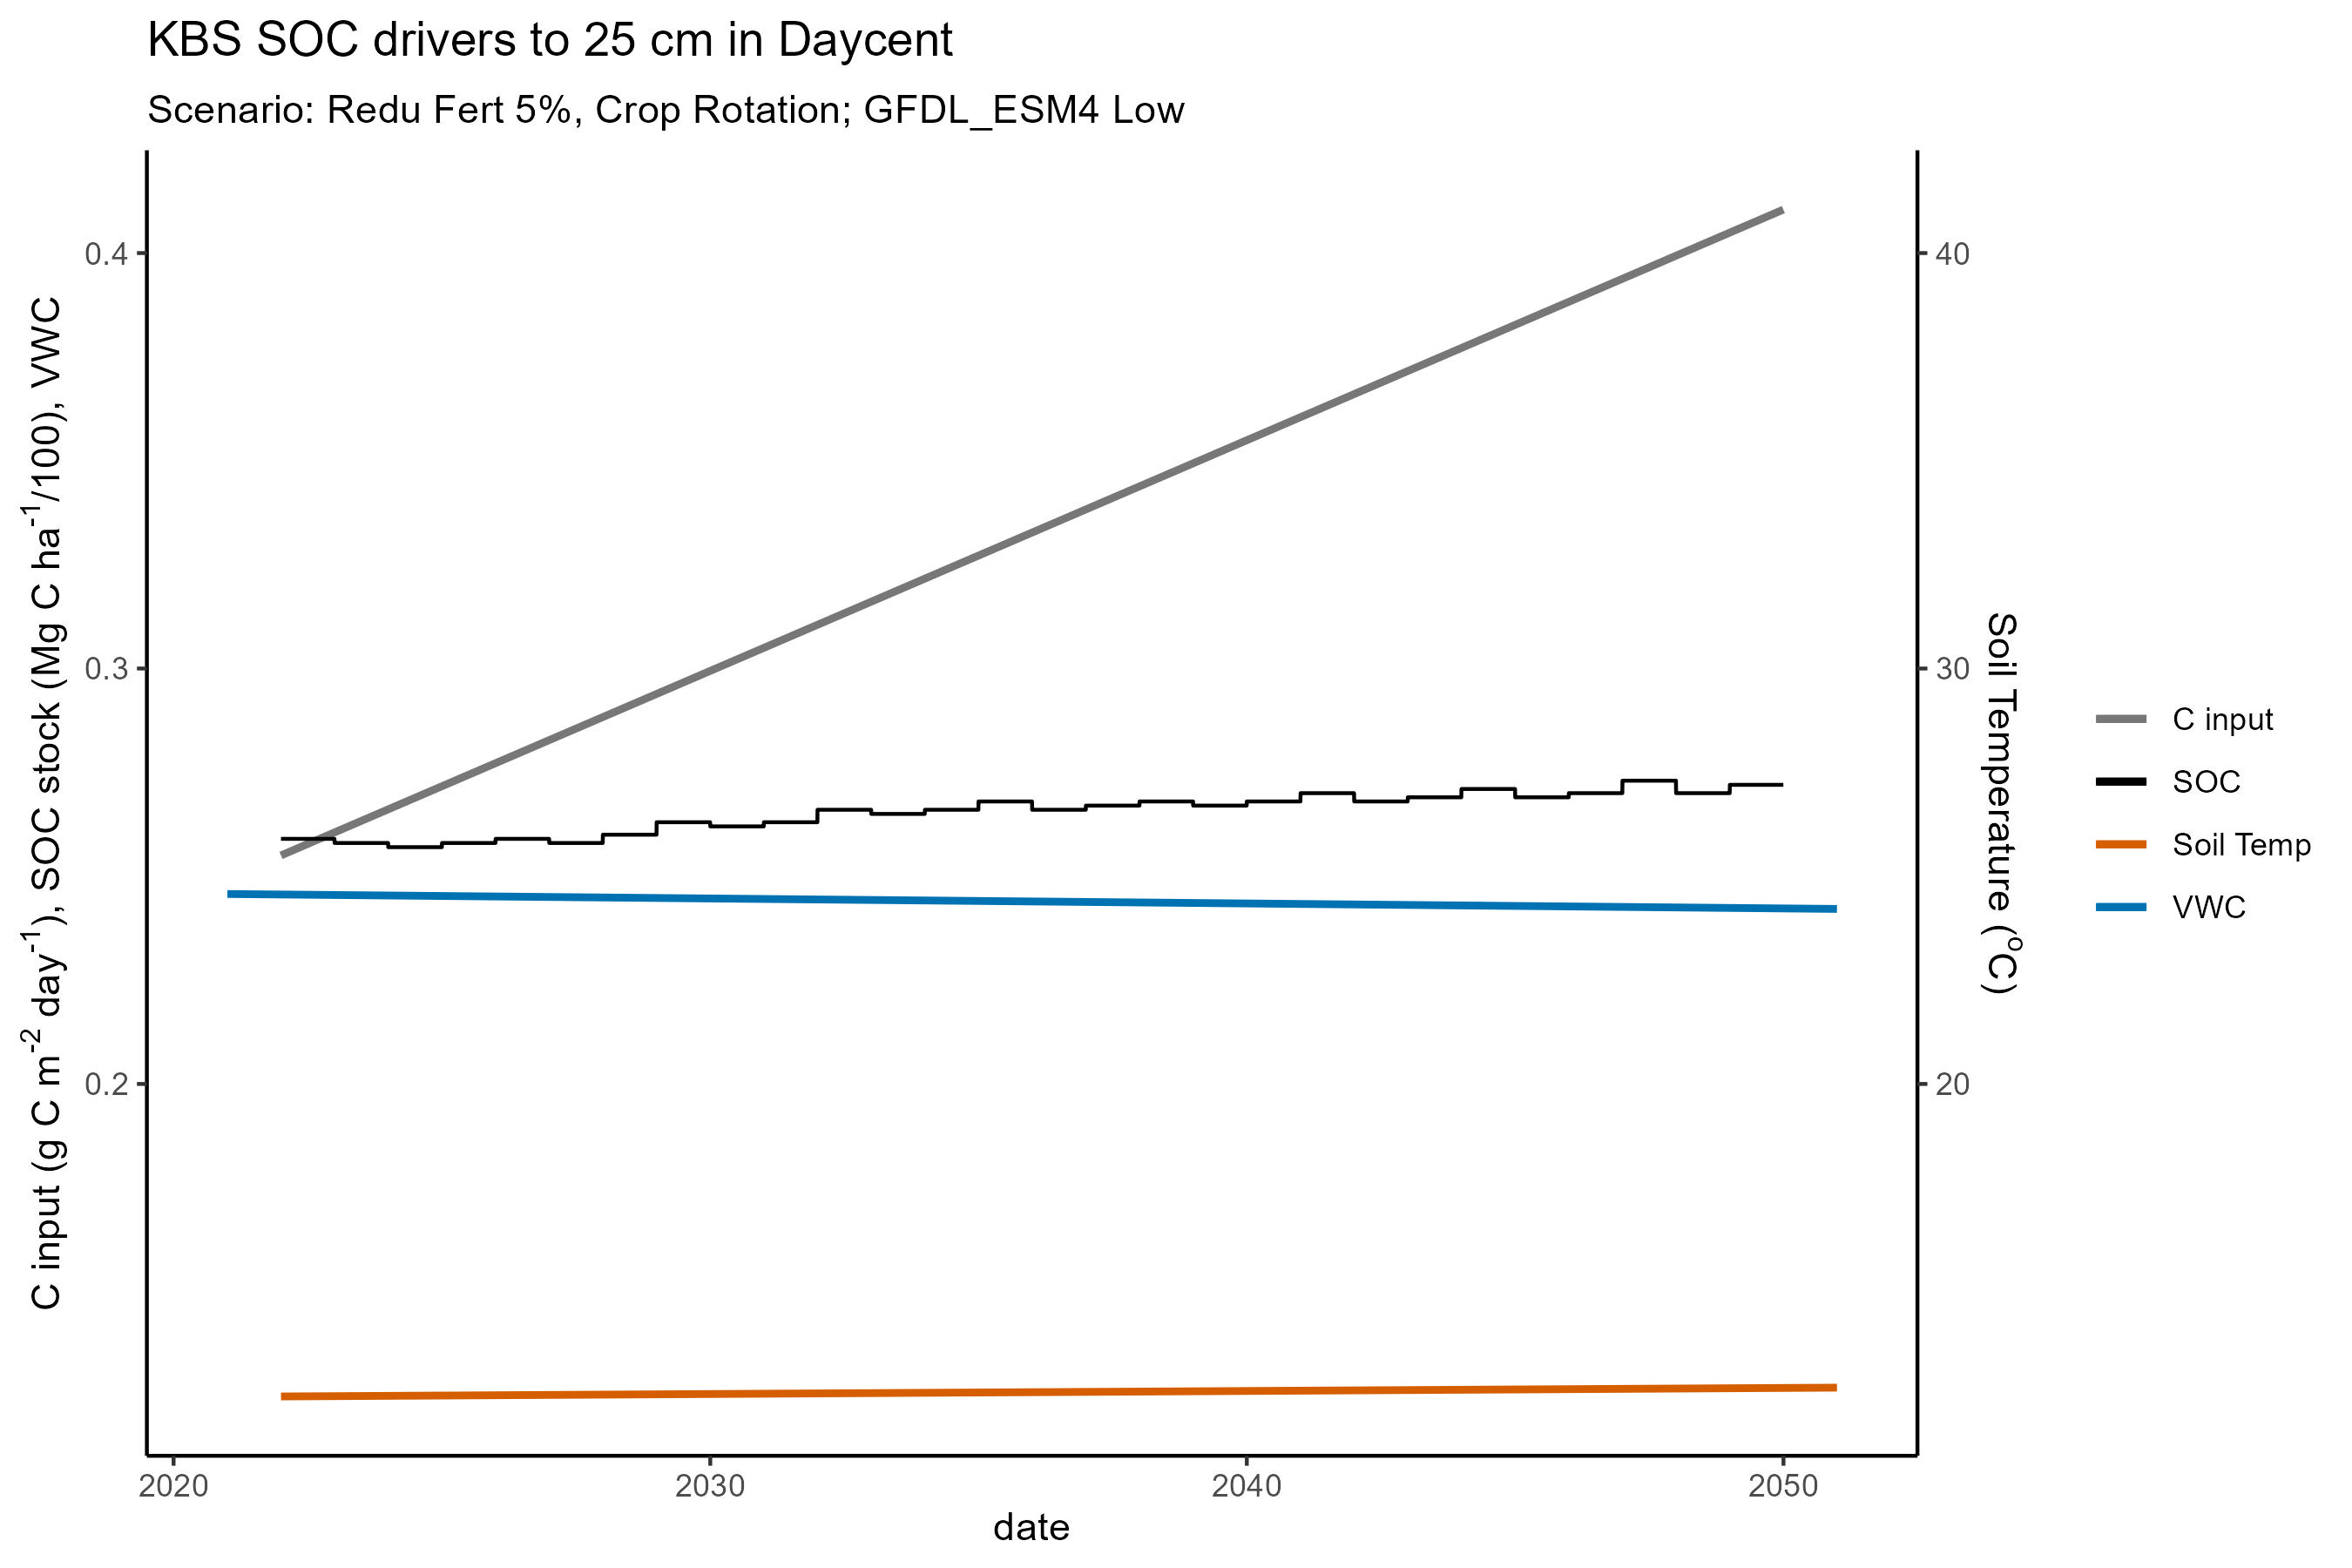 KBS SOC drivers to 25 cm in Daycent
Scenario: Redu Fert 5%, Crop Rotation; GFDL_ESM4 Low
C input (g C m⁻² day⁻¹), SOC stock (Mg C ha⁻¹/100), VWC
0.4
0.3
0.2
40
30
20
Soil Temperature (°C)
C input
SOC
Soil Temp
VWC
2020 2030 2040 2050
date